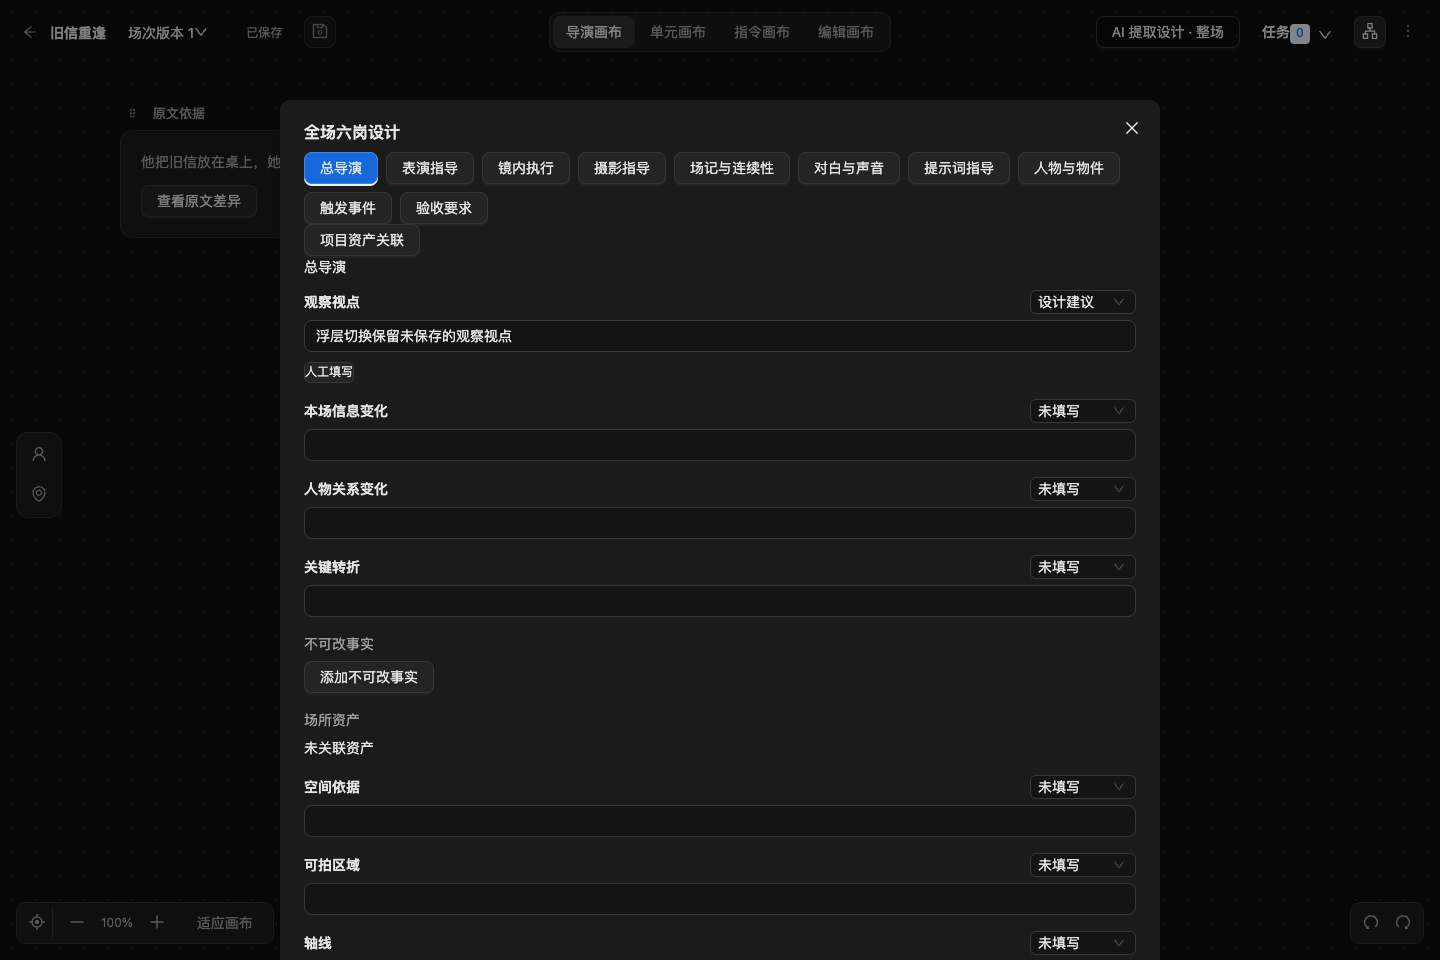 旧信重逢 场次版本 1 已保存 导演画布 单元画布 指令画布 编辑画布 AI 提取设计 · 整场 任务 0
原文依据
他把旧信放在桌上，她
查看原文差异
全场六岗设计
总导演 表演指导 镜内执行 摄影指导 场记与连续性 对白与声音 提示词指导 人物与物件
触发事件 验收要求
项目资产关联
总导演
观察视点 设计建议
浮层切换保留未保存的观察视点
人工填写
本场信息变化 未填写
人物关系变化 未填写
关键转折 未填写
不可改事实
添加不可改事实
场所资产
未关联资产
空间依据 未填写
可拍区域 未填写
轴线 未填写
100% 适应画布